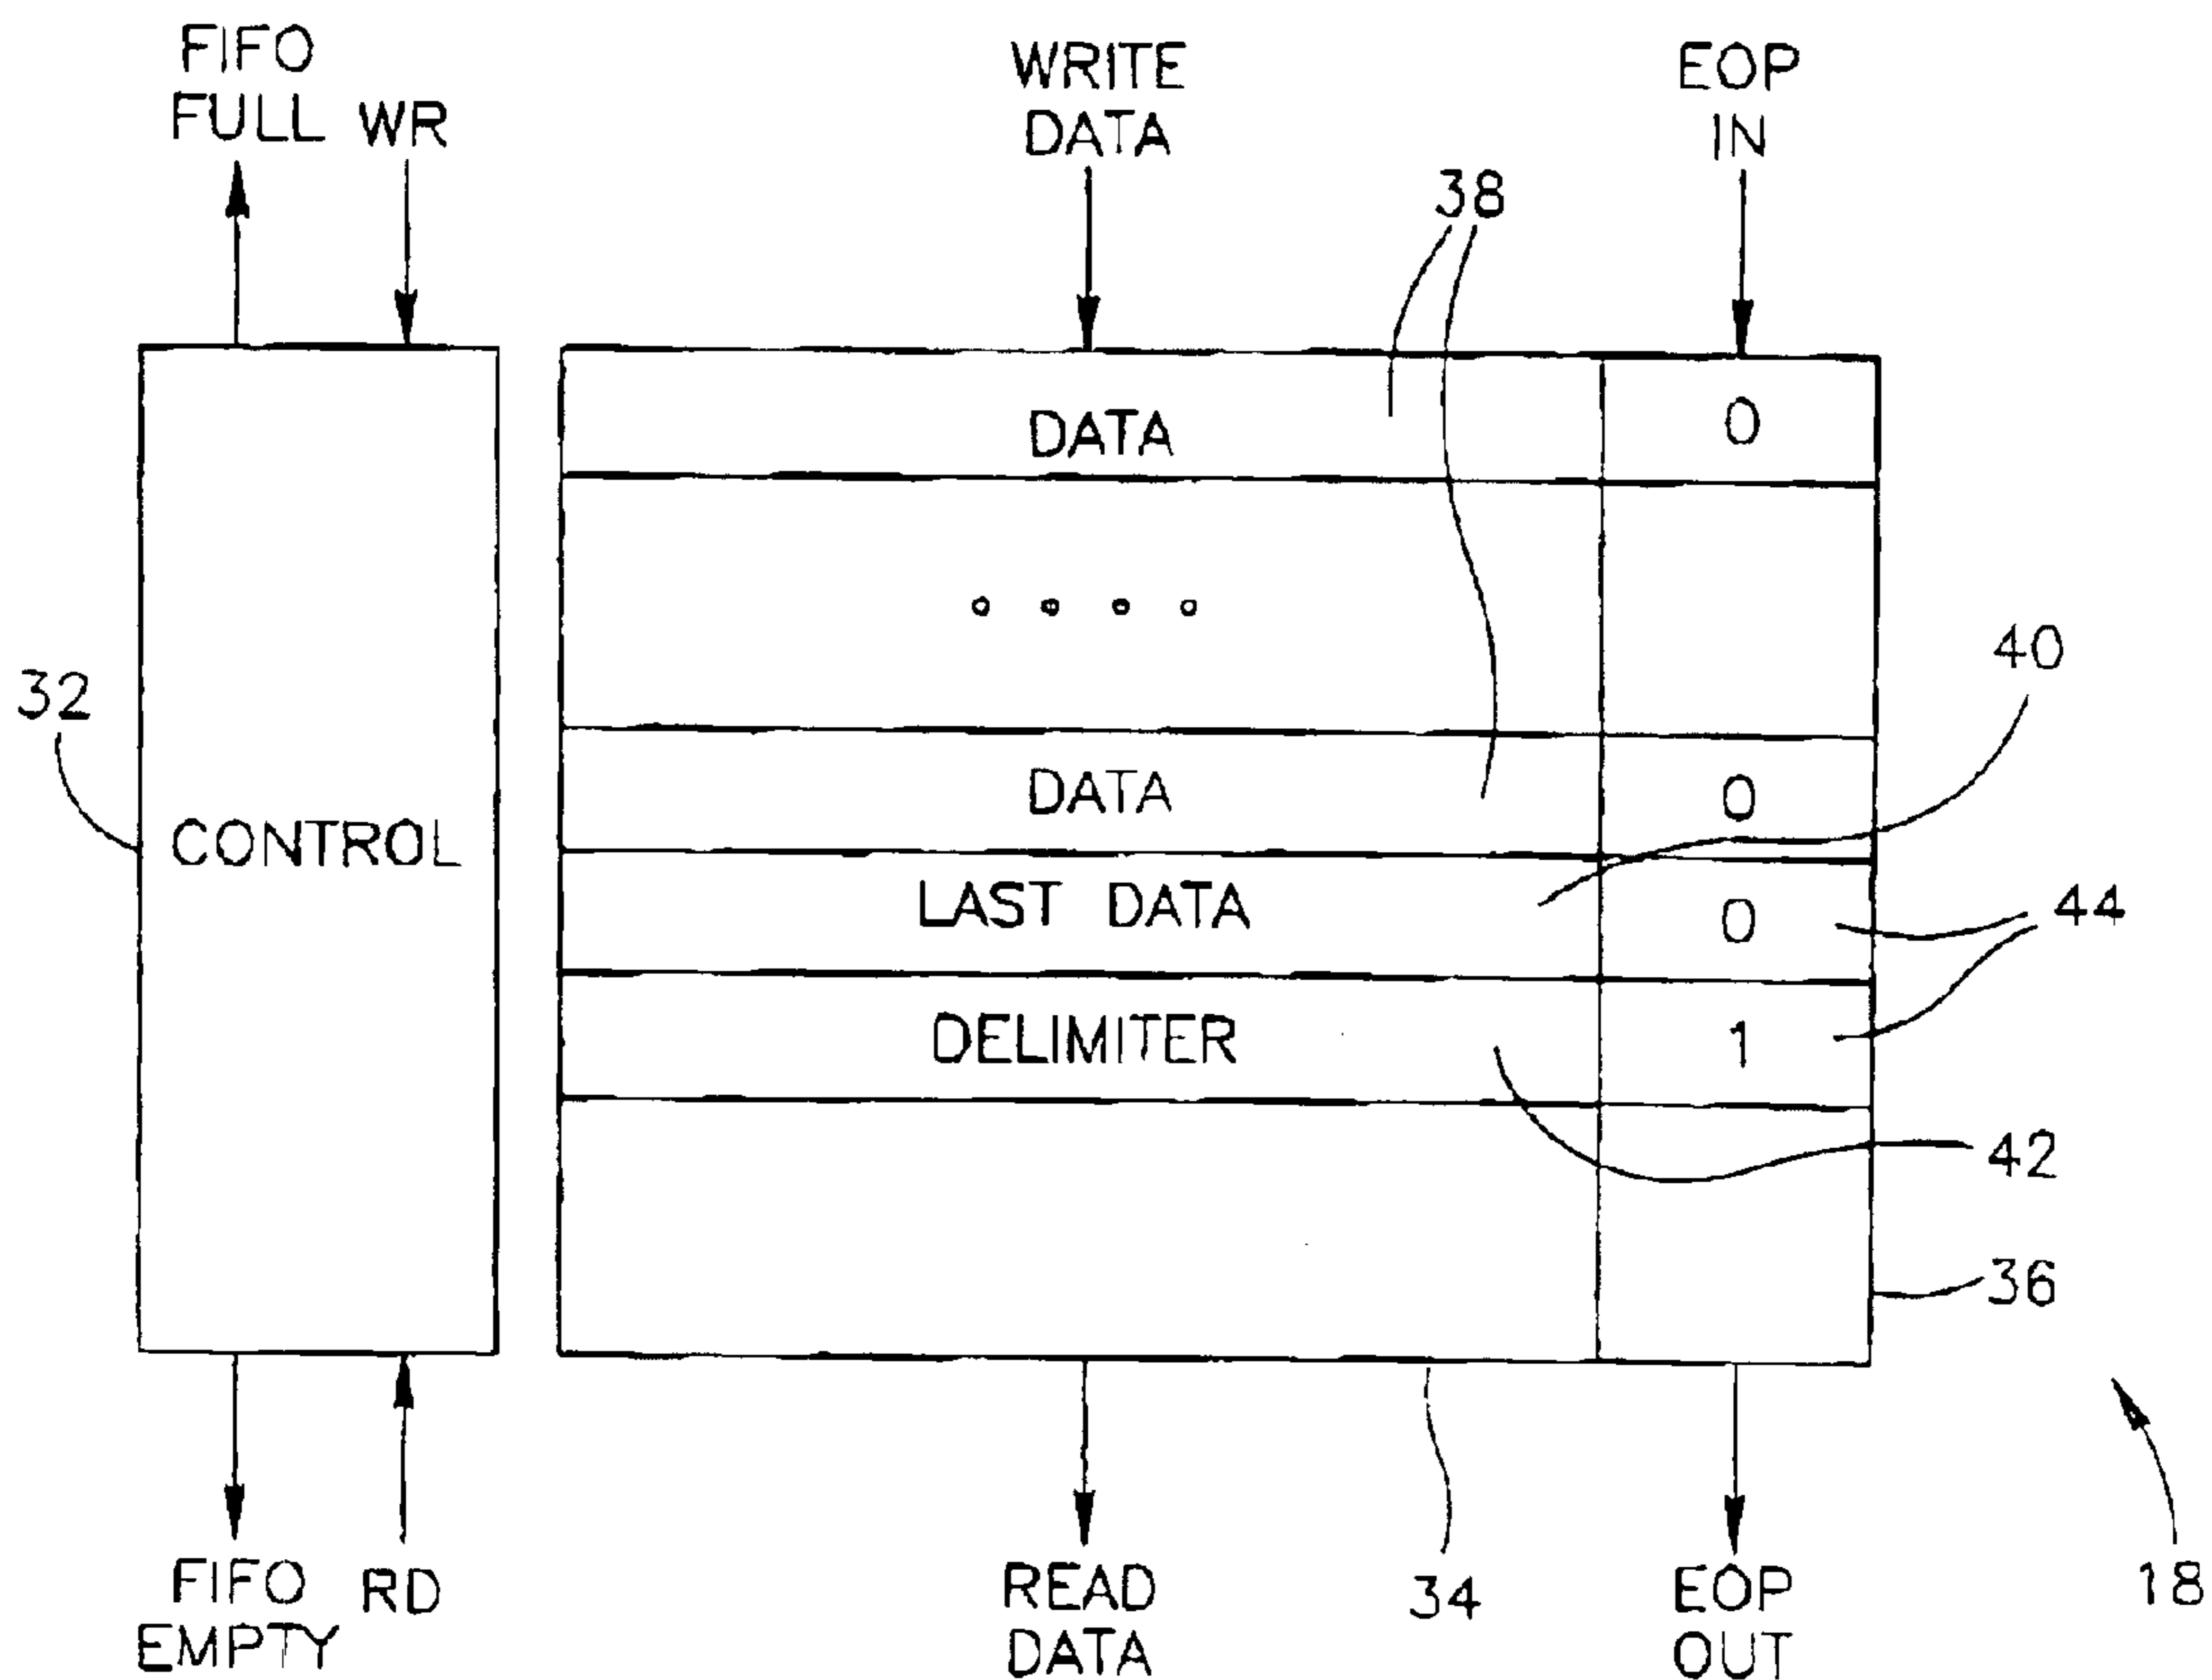 FIFO
FULL WR
WRITE
DATA
EOP
IN
38
DATA 0
40
32
DATA 0
CONTROL
LAST DATA 0
44
DELIMITER 1
42
36
FIFO
EMPTY
RD
READ
DATA
34
EOP
OUT
18